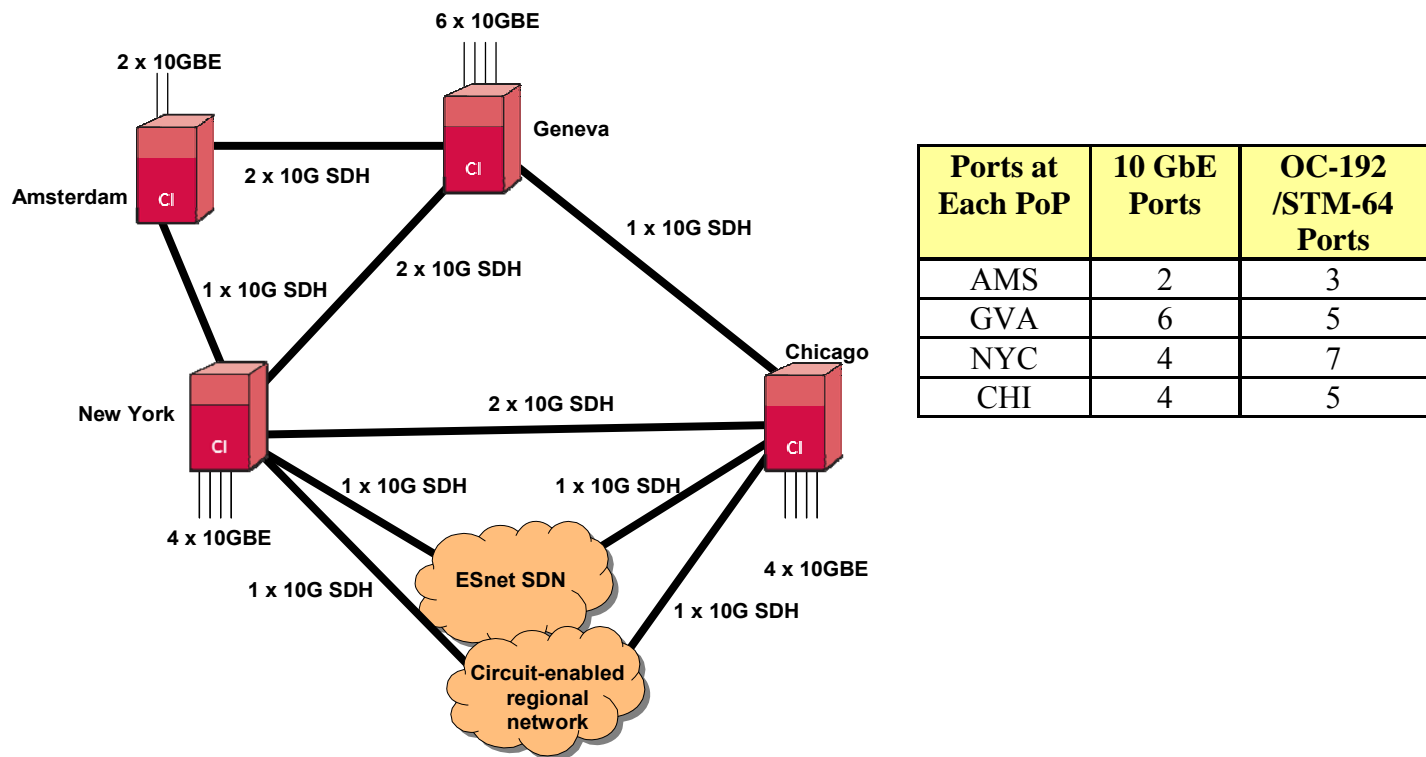 6 x 10GBE
2 x 10GBE
Geneva
CI
CI
2 x 10G SDH
Amsterdam
1 x 10G SDH
2 x 10G SDH
1 x 10G SDH
Chicago
New York
CI
2 x 10G SDH
CI
1 x 10G SDH
1 x 10G SDH
4 x 10GBE
ESnet SDN
4 x 10GBE
1 x 10G SDH
1 x 10G SDH
Circuit-enabled
regional
network
Ports at
Each PoP
10 GbE
Ports
OC-192
/STM-64
Ports
AMS 2 3
GVA 6 5
NYC 4 7
CHI 4 5